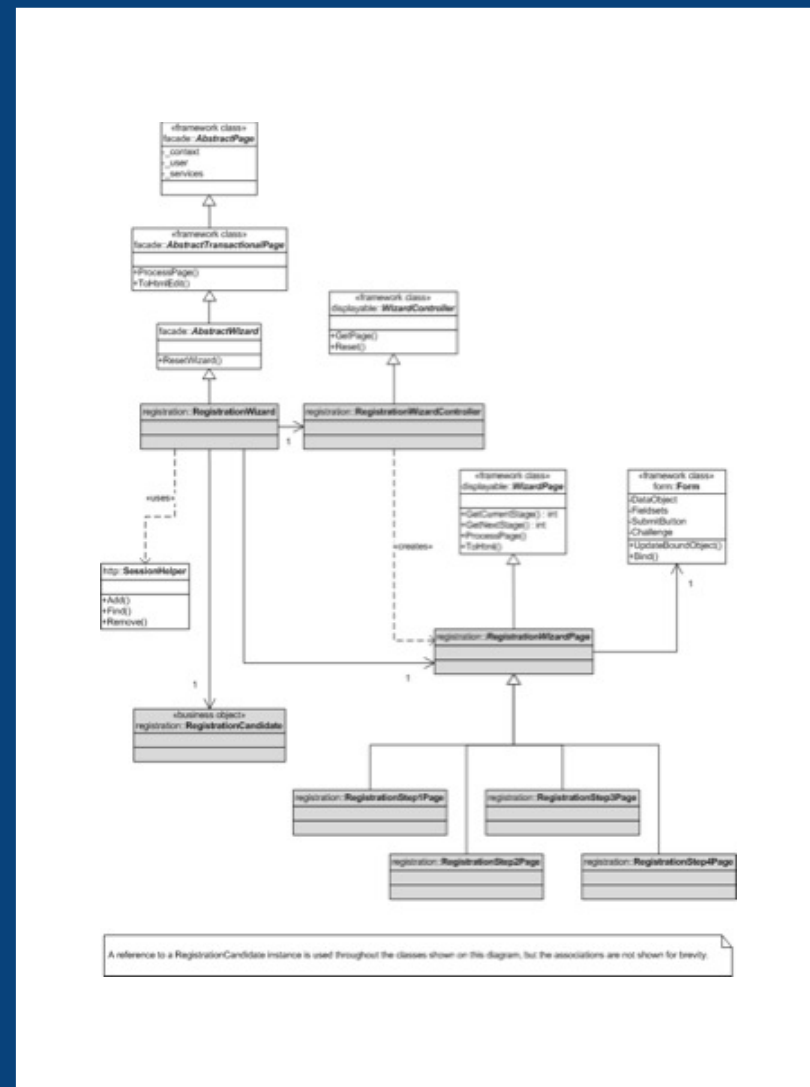 «framework class»
facade::AbstractPage
-_context
-_user
-_services
«framework class»
facade::AbstractTransactionalPage
+ProcessPage()
+ToHtmlEdit()
facade::AbstractWizard
+ResetWizard()
«framework class»
displayable::WizardController
+GetPage()
+Reset()
registration::RegistrationWizard
1
registration::RegistrationWizardController
«uses»
http::SessionHelper
+Add()
+Find()
+Remove()
«creates»
«framework class»
displayable::WizardPage
+GetCurrentStage() : int
+GetNextStage() : int
+ProcessPage()
+ToHtml()
«framework class»
form::Form
-DataObject
-Fieldsets
-SubmitButton
-Challenge
+UpdateBoundObject()
+Bind()
1
registration::RegistrationWizardPage
1
1
«business object»
registration::RegistrationCandidate
registration::RegistrationStep1Page
registration::RegistrationStep3Page
registration::RegistrationStep2Page
registration::RegistrationStep4Page
A reference to a RegistrationCandidate instance is used throughout the classes shown on this diagram, but the associations are not shown for brevity.